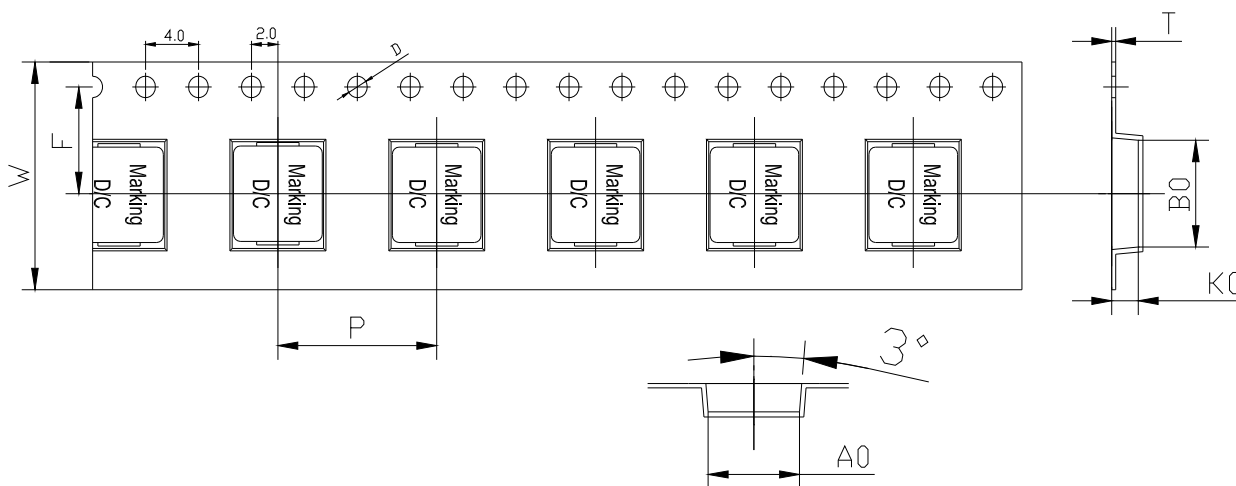 4.0
2.0
D
T
F
W
Marking
D/C
Marking
D/C
Marking
D/C
Marking
D/C
Marking
D/C
Marking
D/C
B0
K0
P
3°
A0